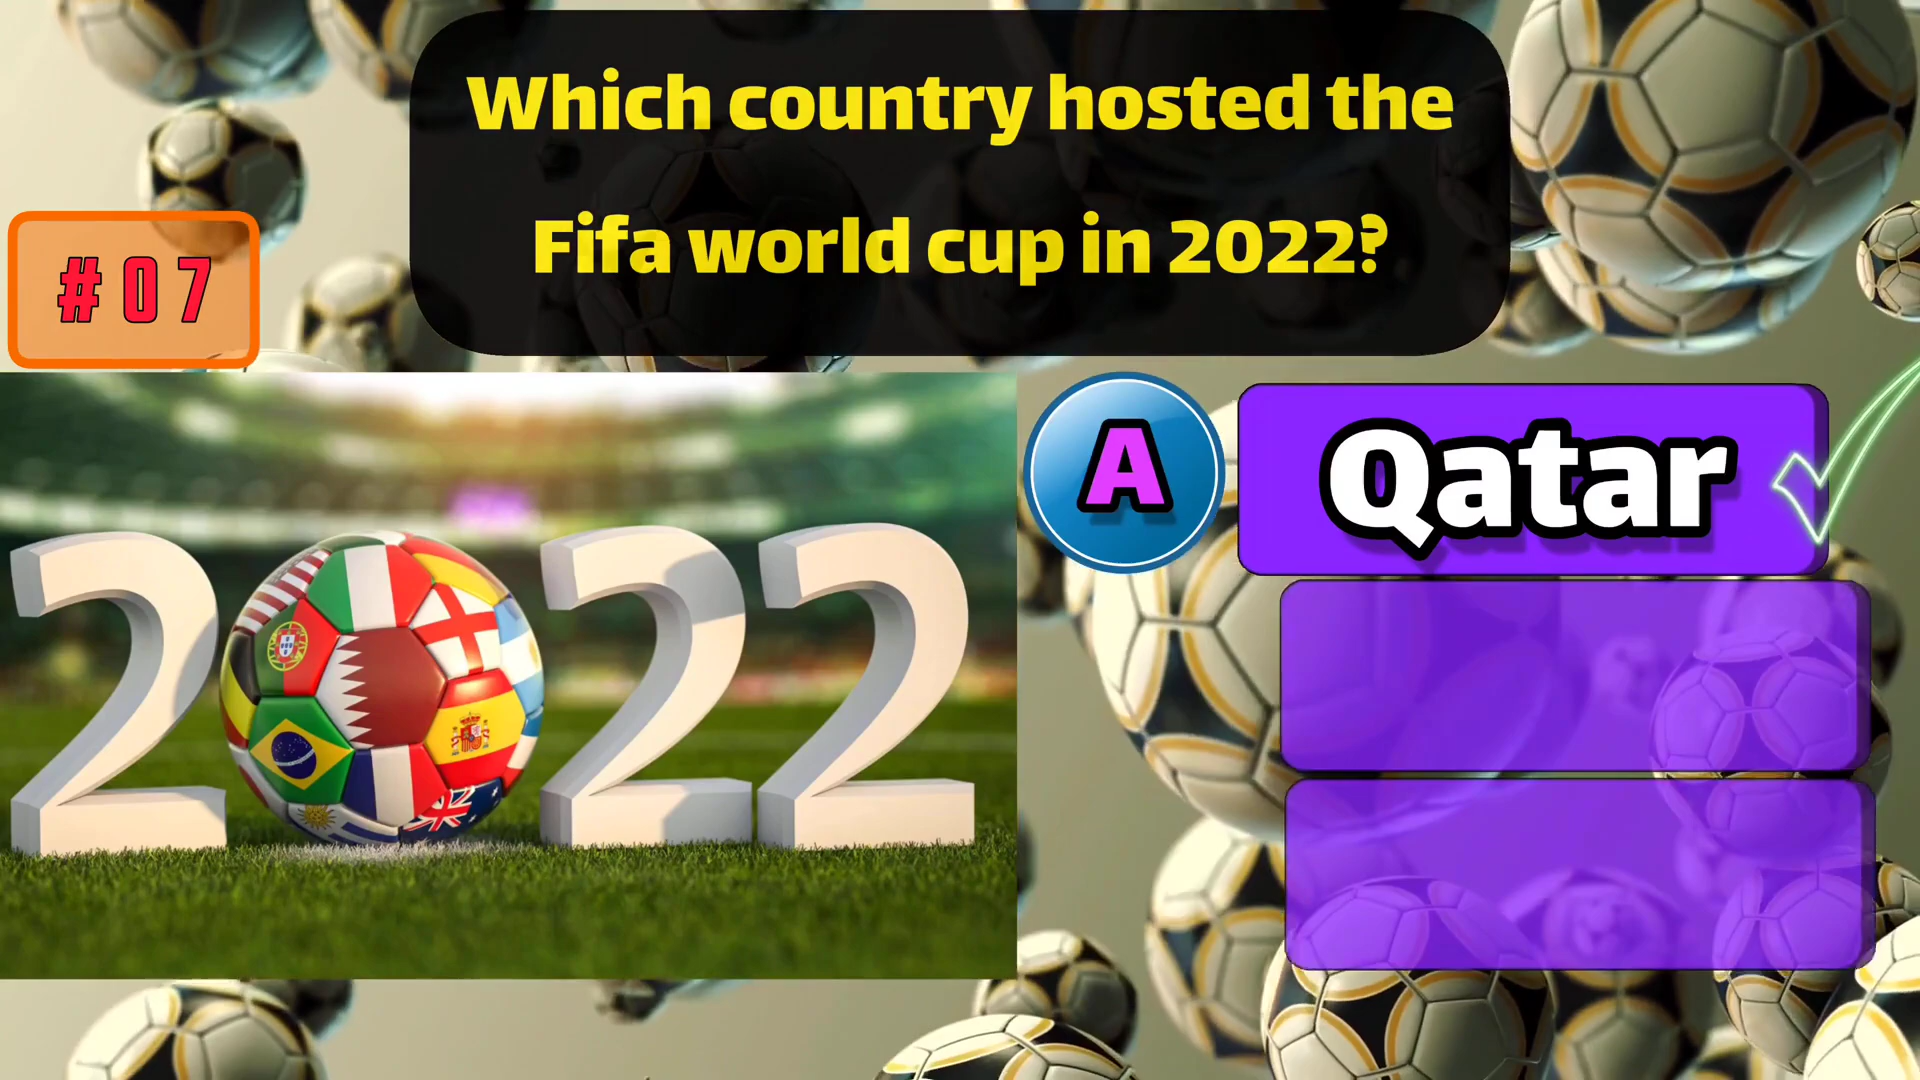 Which country hosted the
Fifa world cup in 2022?
#07
2022
A
Qatar